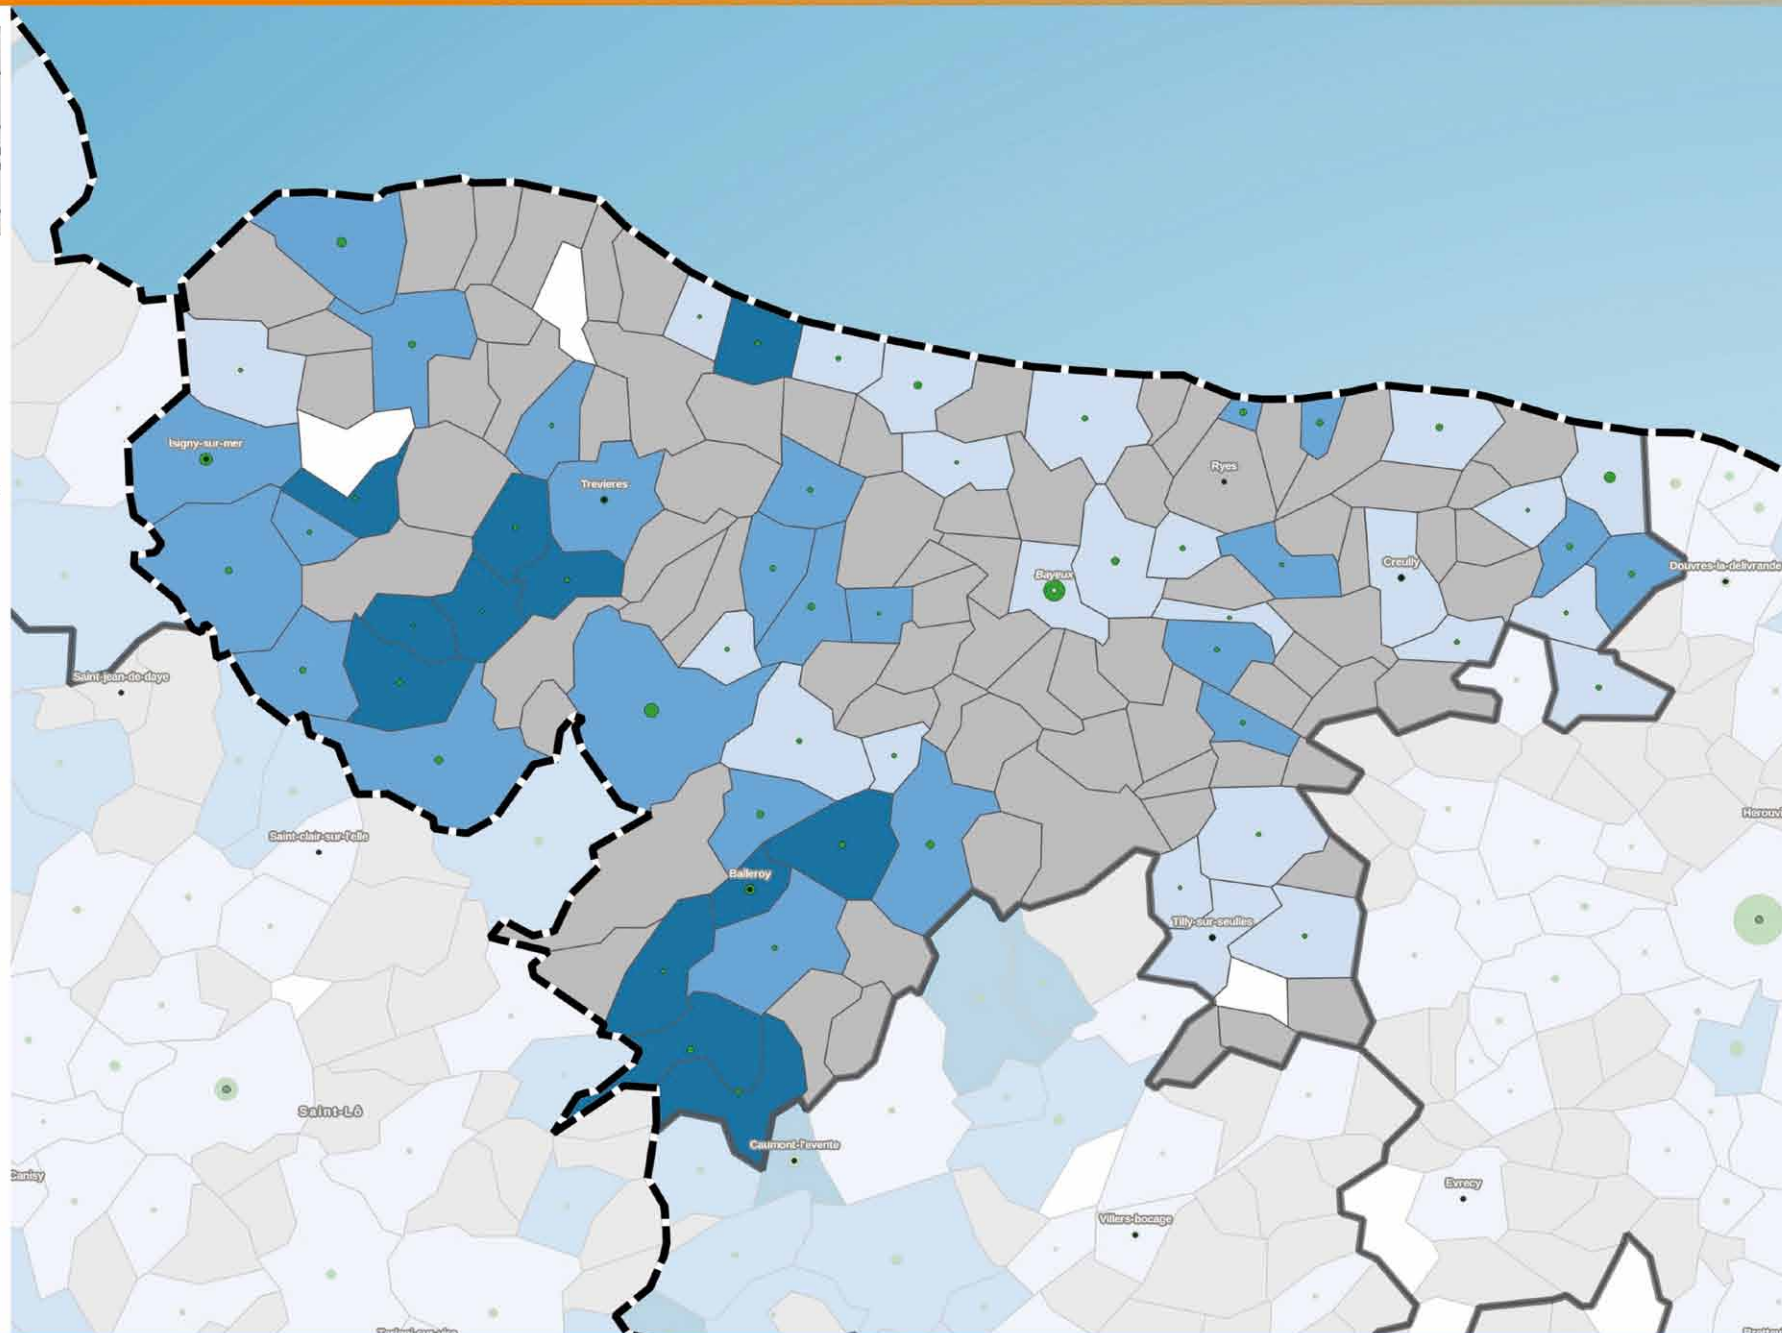 Isigny-sur-mer
Ryes
Trevieres
Creully
Douvres-la-delivrande
Bayeux
Saint-jean-de-daye
Saint-clair-sur-l'elle
Herouvi
Balleroy
Tilly-sur-seulles
Saint-Lô
Caumont-l'evente
Canisy
Evrecy
Villers-bocage